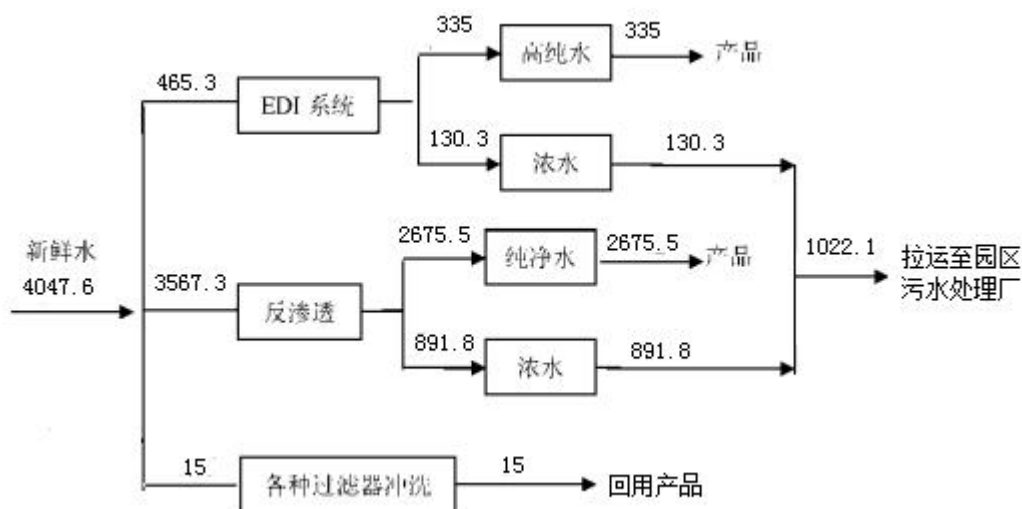 335
高纯水
335
产品
465.3
EDI 系统
130.3
浓水
130.3
新鲜水
4047.6
3567.3
反渗透
2675.5
纯净水
2675.5
产品
891.8
浓水
891.8
1022.1
拉运至园区
污水处理厂
15
各种过滤器冲洗
15
回用产品